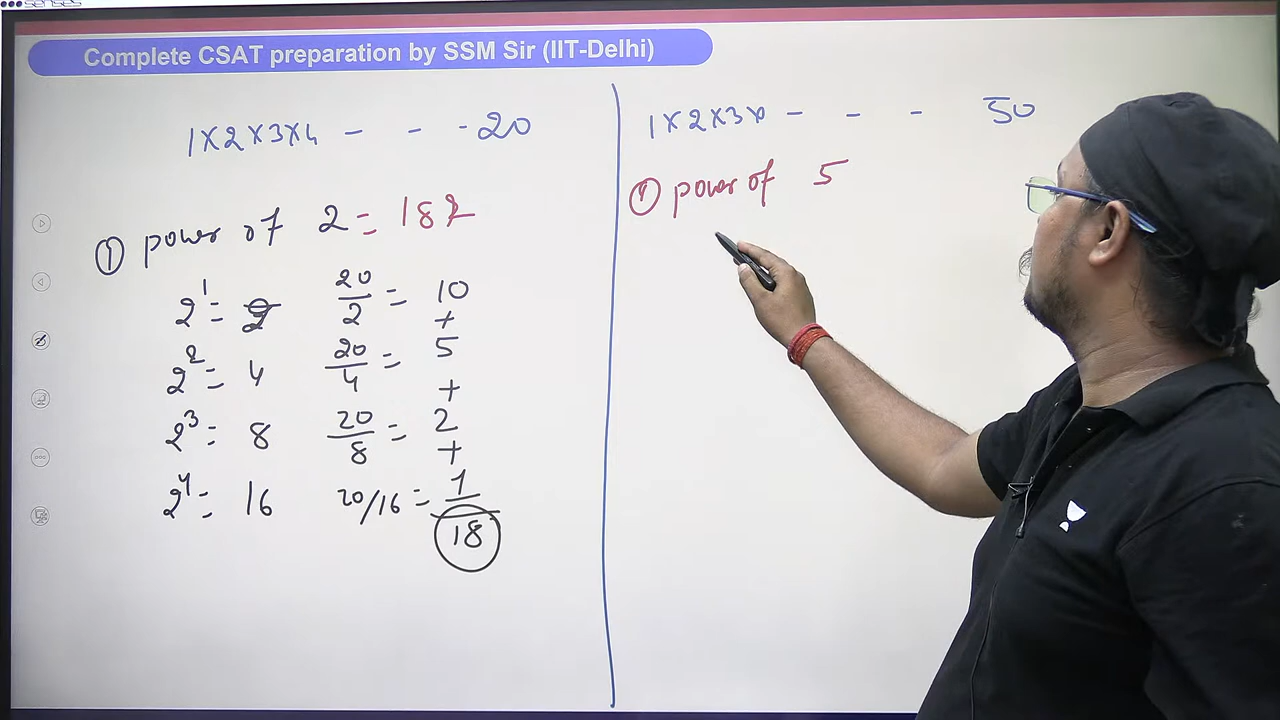 senses
Complete CSAT preparation by SSM Sir (IIT-Delhi)
1×2×3×4 - - - 20
① power of 2 = 18
2¹ = 2 20/2 = 10
+
2² = 4 20/4 = 5
+
2³ = 8 20/8 = 2
+
2⁴ = 16 20/16 = 1
18
1×2×3× - - - 50
① power of 5